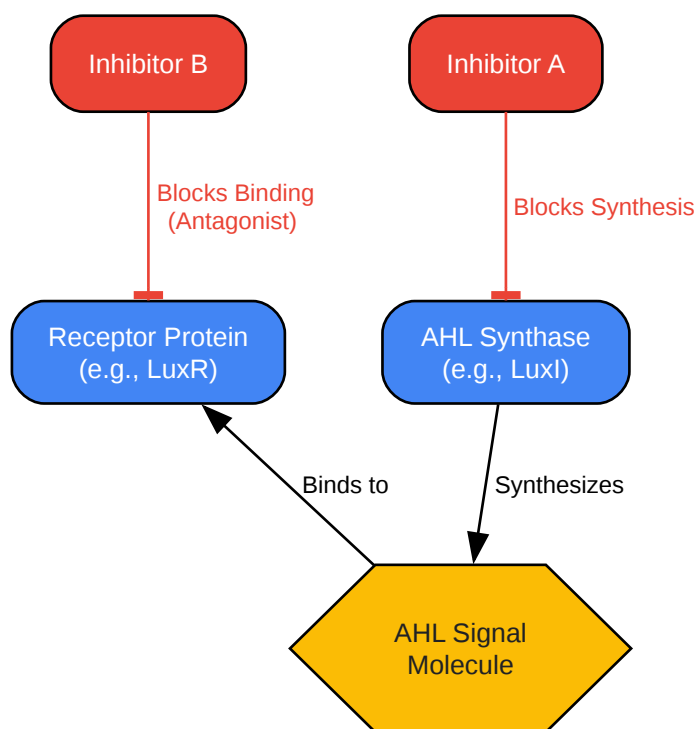 Inhibitor B
Inhibitor A
Blocks Binding
(Antagonist)
Blocks Synthesis
Receptor Protein
(e.g., LuxR)
AHL Synthase
(e.g., LuxI)
Binds to
Synthesizes
AHL Signal
Molecule